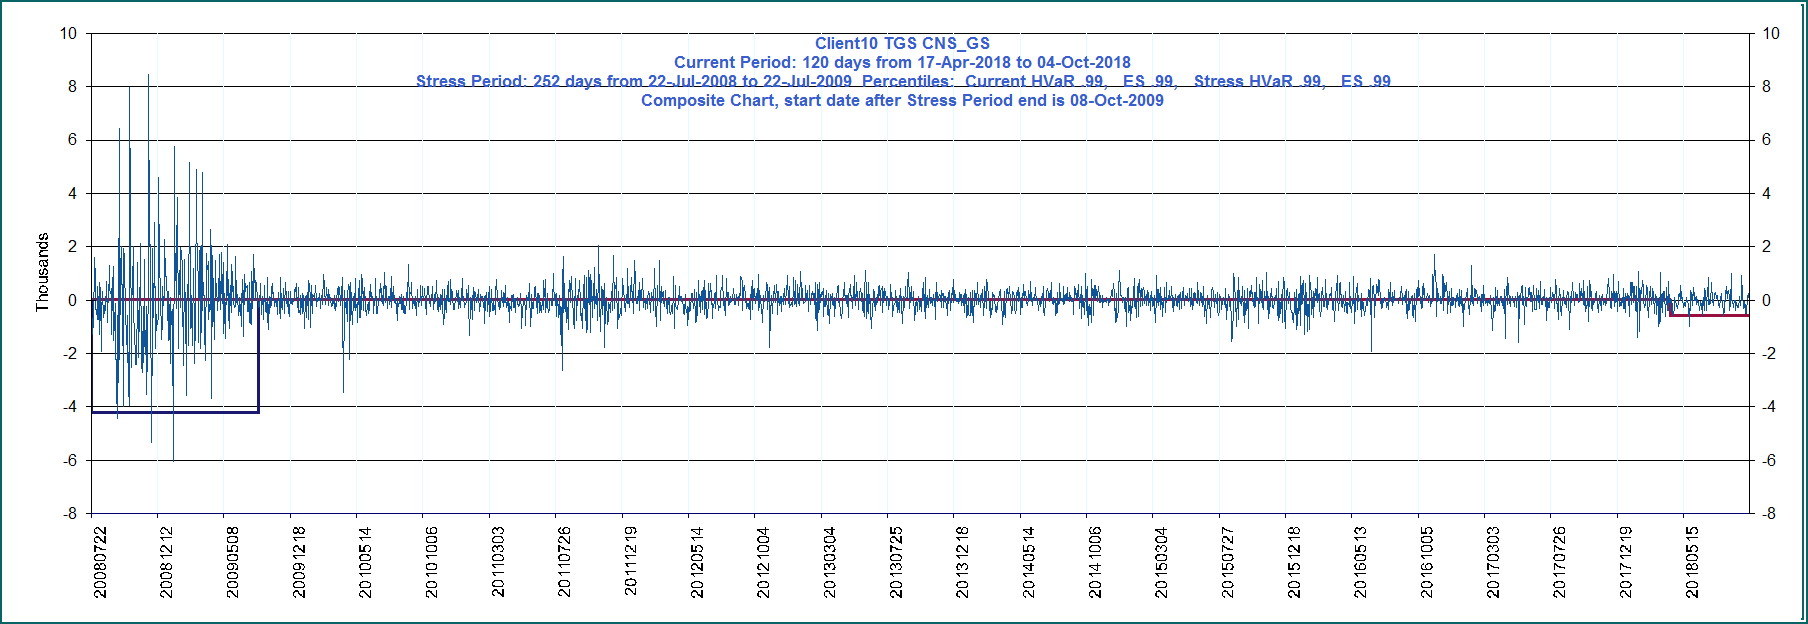 Client10 TGS CNS_GS
Current Period: 120 days from 17-Apr-2018 to 04-Oct-2018
Stress Period: 252 days from 22-Jul-2008 to 22-Jul-2009 Percentiles: Current HVaR .99, ES .99, Stress HVaR .99, ES .99
Composite Chart, start date after Stress Period end is 08-Oct-2009
10 10
8 8
6 6
4 4
2 2
0 0
-2 -2
-4 -4
-6 -6
-8 -8
Thousands
20080722 20081212 20090508 20091218 20100514 20101006 20110303 20110726 20111219 20120514 20121004 20130304 20130725 20131218 20140514 20141006 20150304 20150727 20151218 20160513 20161005 20170303 20170726 20171219 20180515